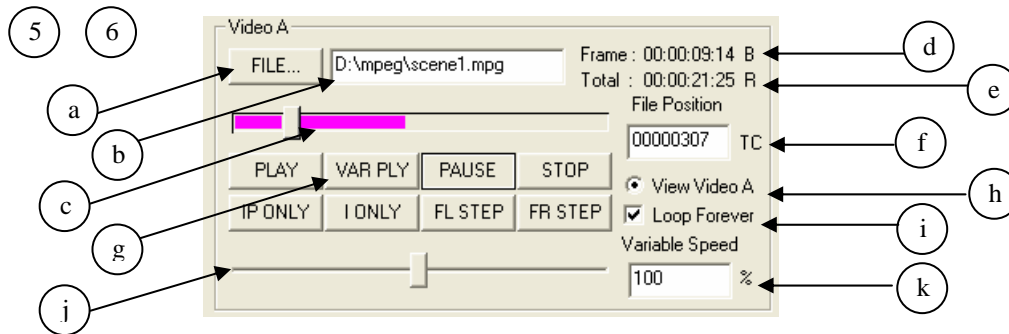 5 6
Video A
FILE... D:\mpeg\scene1.mpg Frame : 00:00:09:14 B
Total : 00:00:21:25 R
File Position
00000307 TC
PLAY VAR PLY PAUSE STOP
View Video A
IP ONLY I ONLY FL STEP FR STEP
Loop Forever
Variable Speed
100 %
a
b
c
g
j
d
e
f
h
i
k